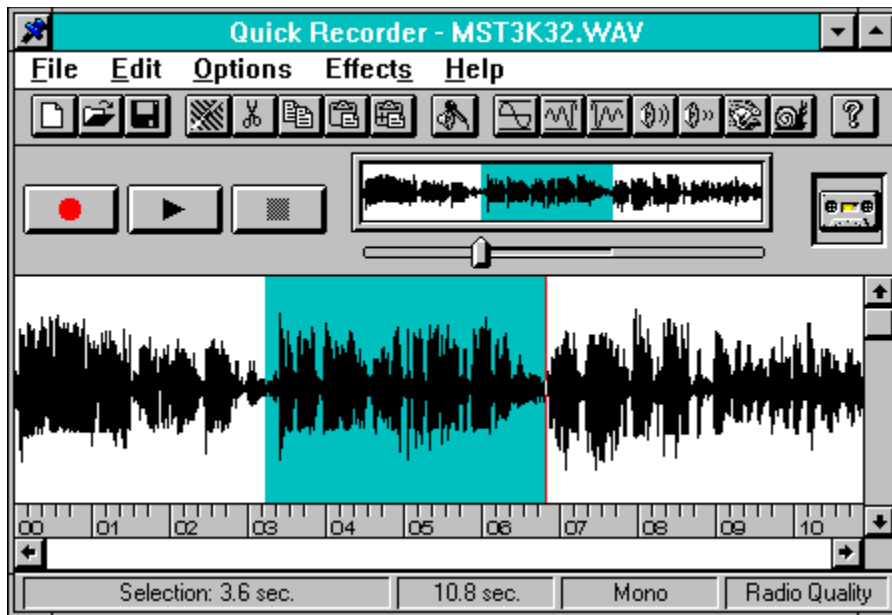 Quick Recorder - MST3K32.WAV
File Edit Options Effects Help
00 01 02 03 04 05 06 07 08 09 10
Selection: 3.6 sec. 10.8 sec. Mono Radio Quality